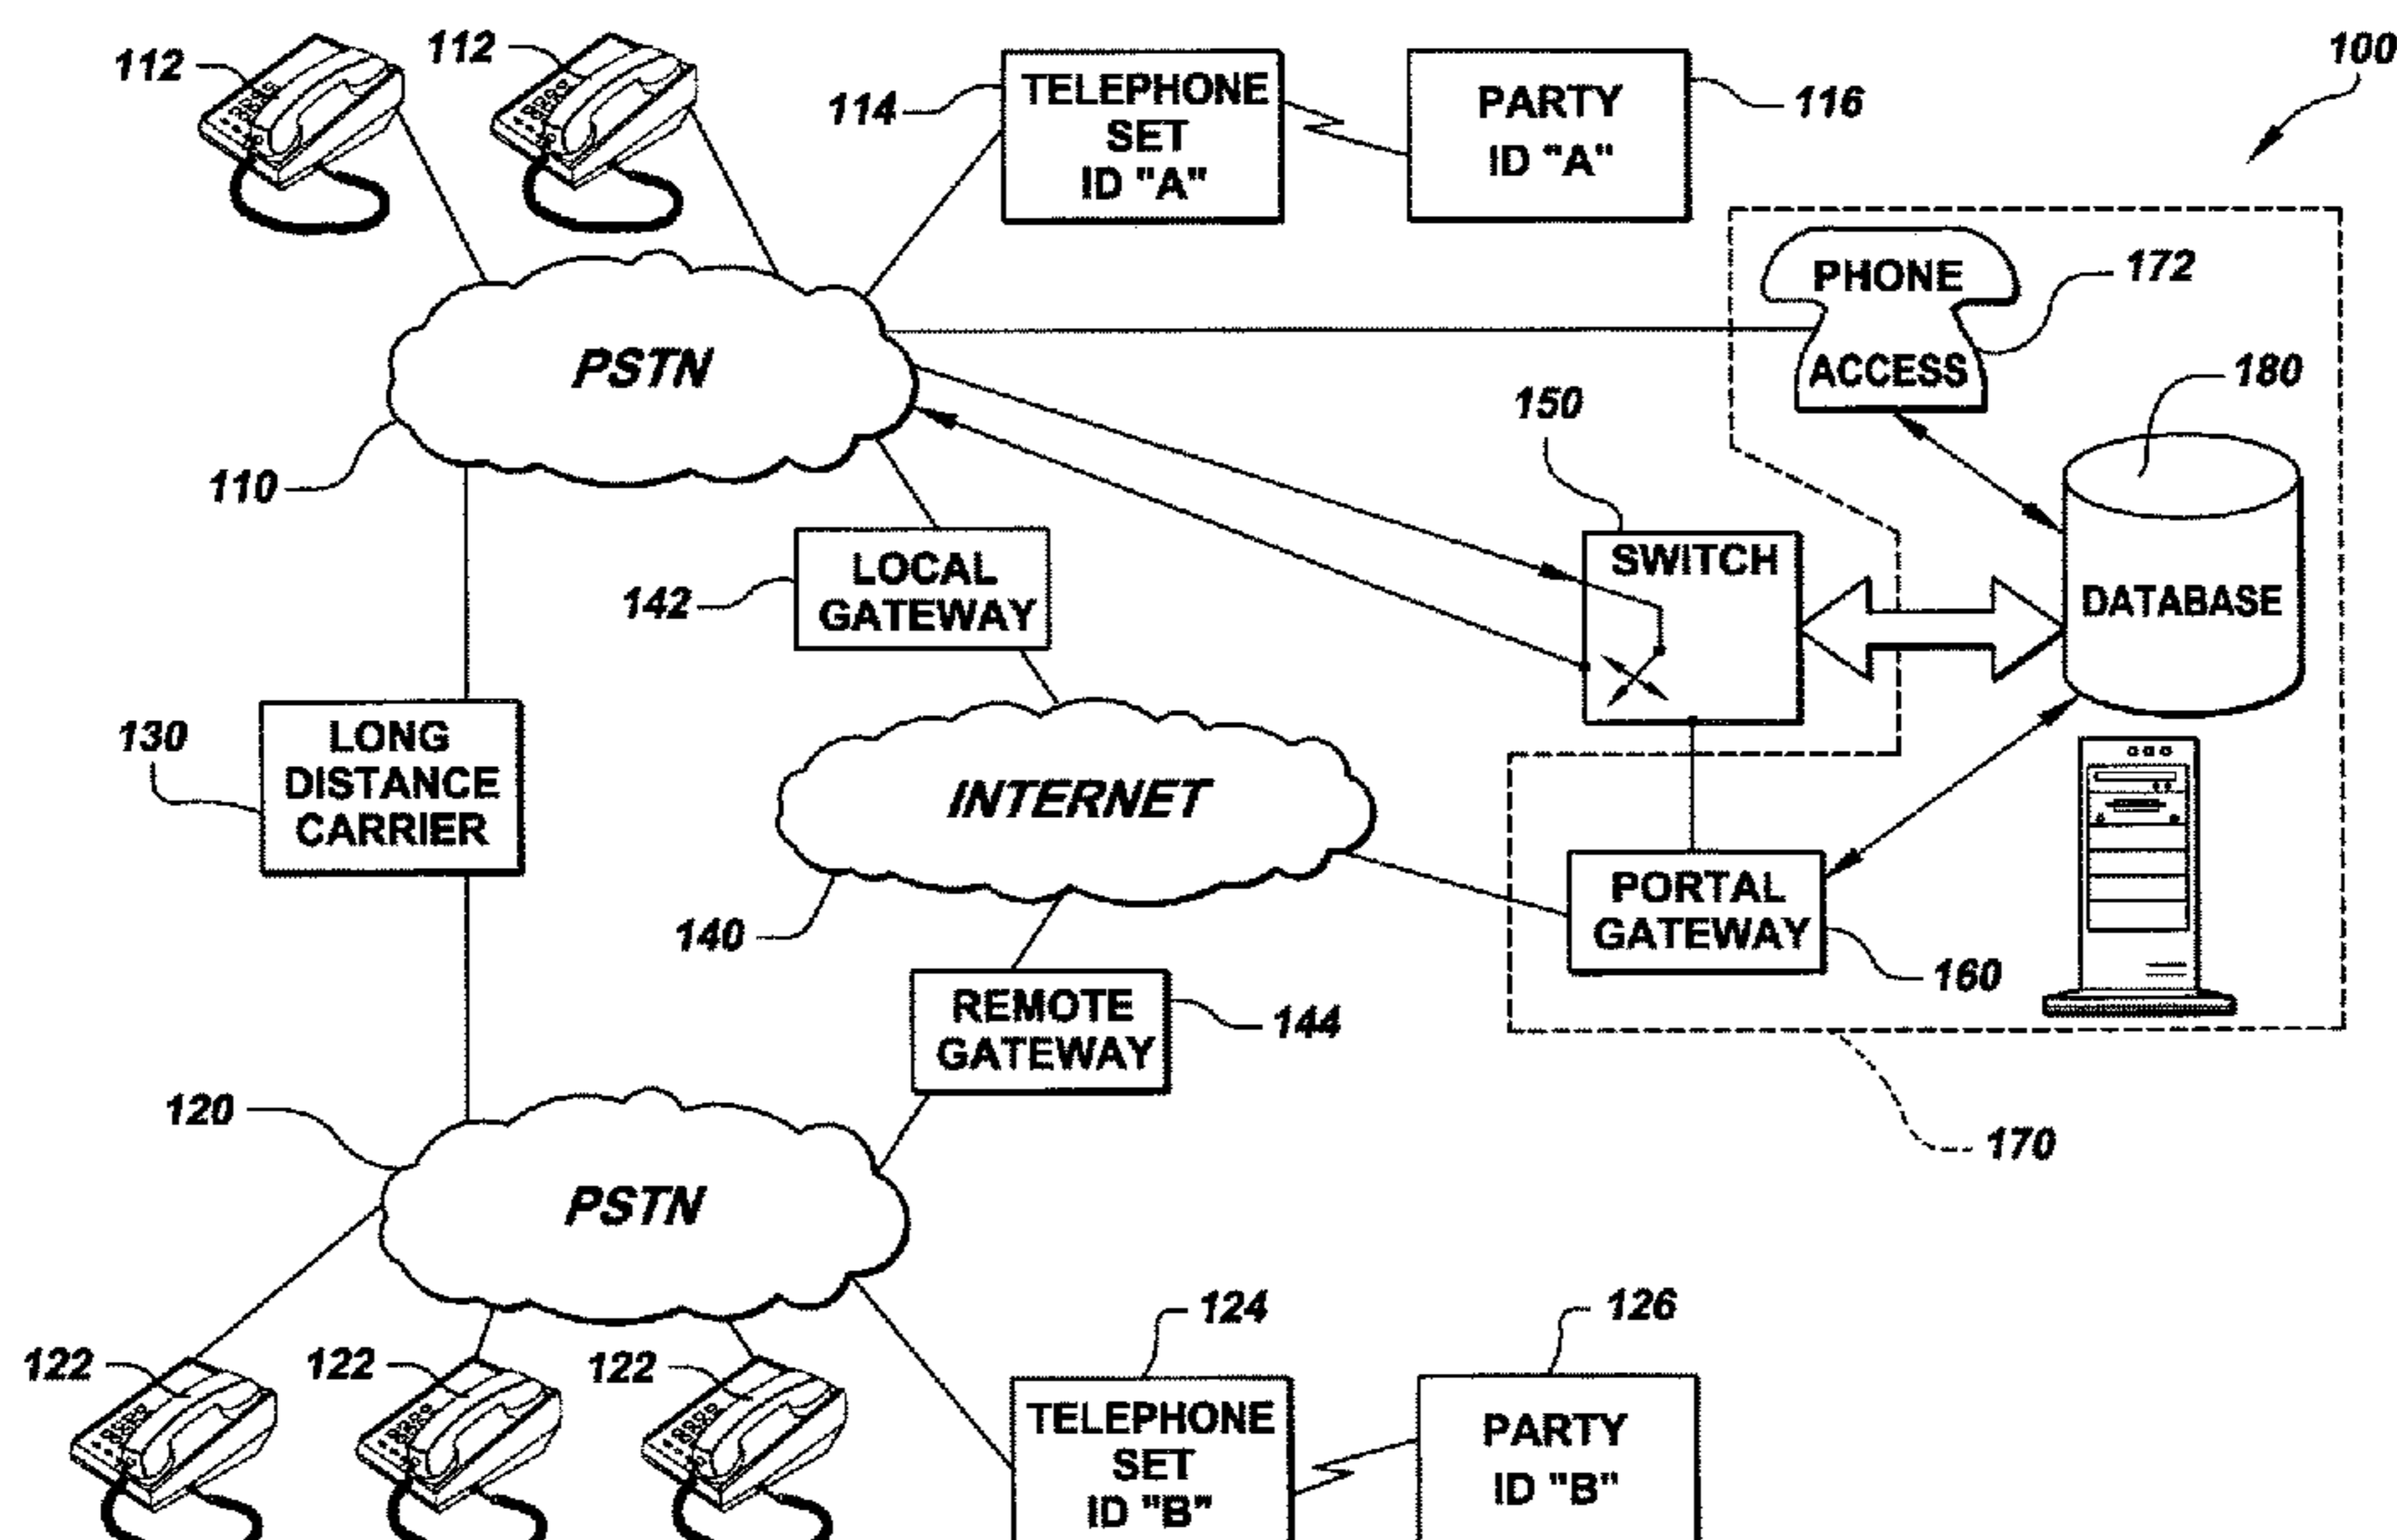 112
112
114
TELEPHONE
SET
ID "A"
PARTY
ID "A"
116
100
PHONE
ACCESS
172
PSTN
110
150
180
SWITCH
DATABASE
LOCAL
GATEWAY
142
130
LONG
DISTANCE
CARRIER
INTERNET
140
PORTAL
GATEWAY
160
REMOTE
GATEWAY
144
170
120
PSTN
122
122
122
124
TELEPHONE
SET
ID "B"
126
PARTY
ID "B"